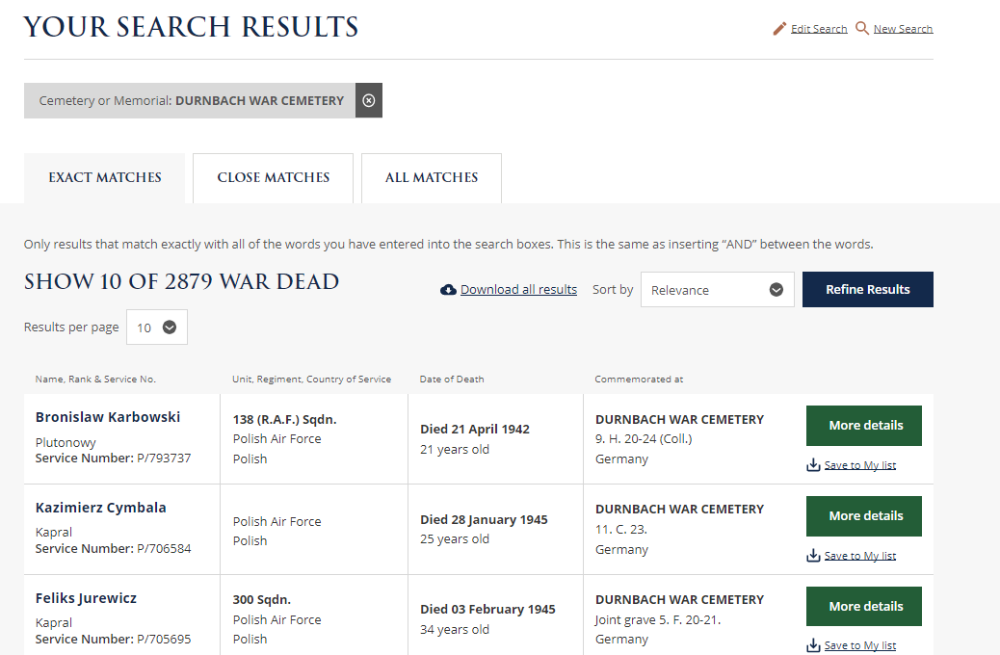 YOUR SEARCH RESULTS
Edit Search New Search
Cemetery or Memorial: DURNBACH WAR CEMETERY
EXACT MATCHES CLOSE MATCHES ALL MATCHES
Only results that match exactly with all of the words you have entered into the search boxes. This is the same as inserting “AND” between the words.
SHOW 10 OF 2879 WAR DEAD
Download all results Sort by Relevance Refine Results
Results per page 10
Name, Rank & Service No. Unit, Regiment, Country of Service Date of Death Commemorated at
Bronislaw Karbowski
Plutonowy
Service Number: P/793737
138 (R.A.F.) Sqdn.
Polish Air Force
Polish
Died 21 April 1942
21 years old
DURNBACH WAR CEMETERY
9. H. 20-24 (Coll.)
Germany
More details
Save to My list
Kazimierz Cymbala
Kapral
Service Number: P/706584
Polish Air Force
Polish
Died 28 January 1945
25 years old
DURNBACH WAR CEMETERY
11. C. 23.
Germany
More details
Save to My list
Feliks Jurewicz
Kapral
Service Number: P/705695
300 Sqdn.
Polish Air Force
Polish
Died 03 February 1945
34 years old
DURNBACH WAR CEMETERY
Joint grave 5. F. 20-21.
Germany
More details
Save to My list